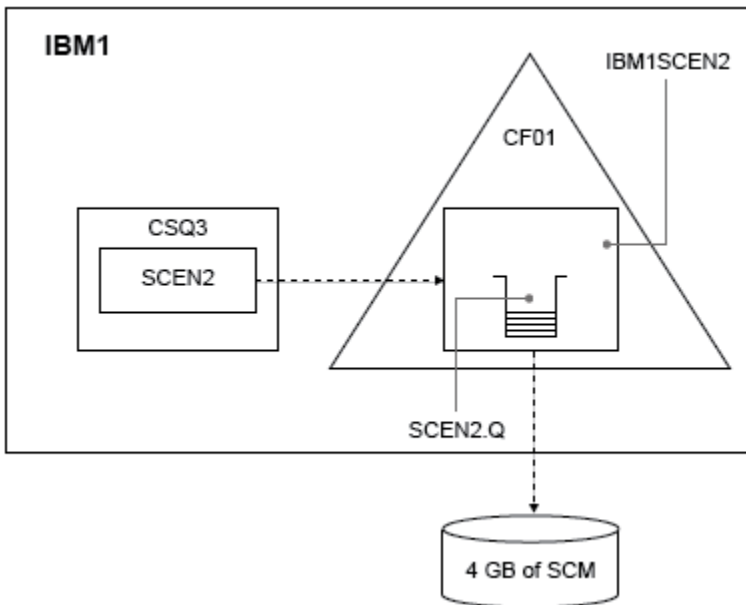 IBM1
IBM1SCEN2
CF01
CSQ3
SCEN2
SCEN2.Q
4 GB of SCM